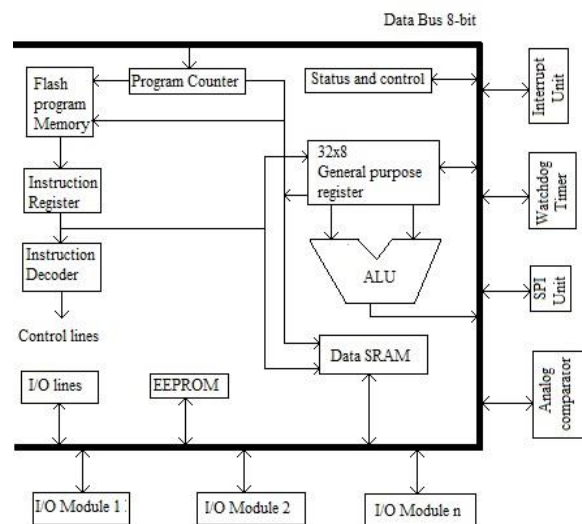 Data Bus 8-bit
Flash
program
Memory
Program Counter
Status and control
Interrupt
Unit
32x8
General purpose
register
Instruction
Register
Watchdog
Timer
Instruction
Decoder
ALU
SPI
Unit
Control lines
Data SRAM
I/O lines
EEPROM
Analog
comparator
I/O Module 1
I/O Module 2
I/O Module n